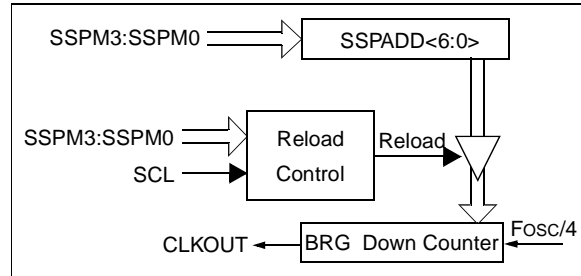 SSPM3:SSPM0
SSPADD<6:0>
SSPM3:SSPM0
SCL
Reload
Control
Reload
CLKOUT
BRG Down Counter
FOSC/4